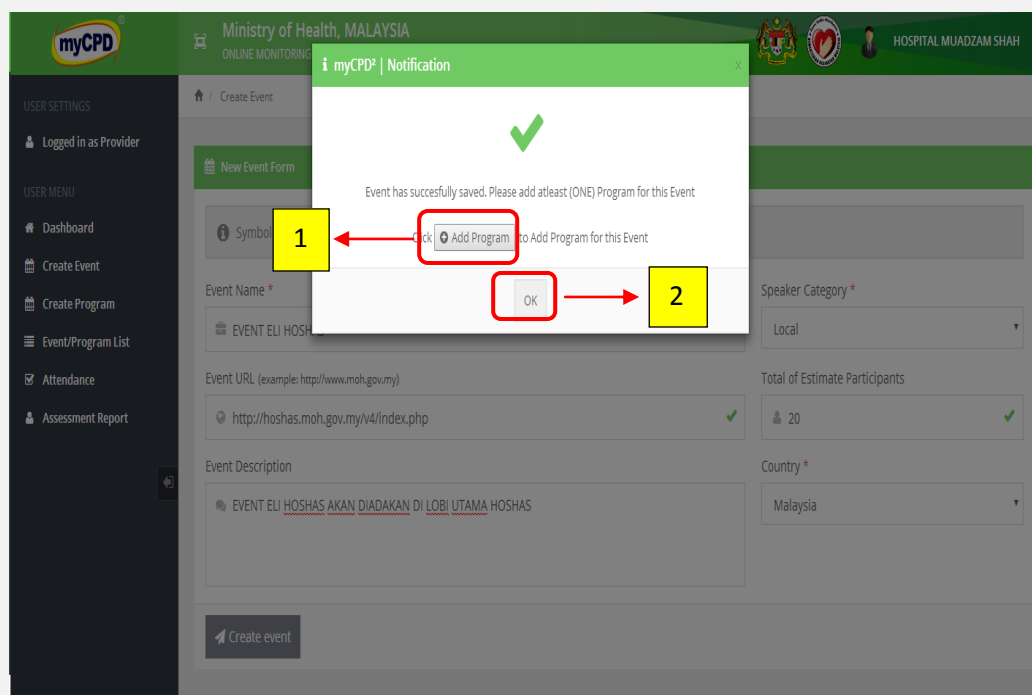 myCPD
®
Ministry of Health, MALAYSIA
ONLINE MONITORING
HOSPITAL MUADZAM SHAH
USER SETTINGS
Logged in as Provider
USER MENU
Dashboard
Create Event
Create Program
Event/Program List
Attendance
Assessment Report
/ Create Event
New Event Form
Symbol
i myCPD² | Notification
x
Event has succesfully saved. Please add atleast (ONE) Program for this Event
Click Add Program to Add Program for this Event
1
OK
2
Event Name *
EVENT ELI HOSHAS
Speaker Category *
Local
Event URL (example: http://www.moh.gov.my)
http://hoshas.moh.gov.my/v4/index.php
Total of Estimate Participants
20
Event Description
EVENT ELI HOSHAS AKAN DIADAKAN DI LOBI UTAMA HOSHAS
Country *
Malaysia
Create event